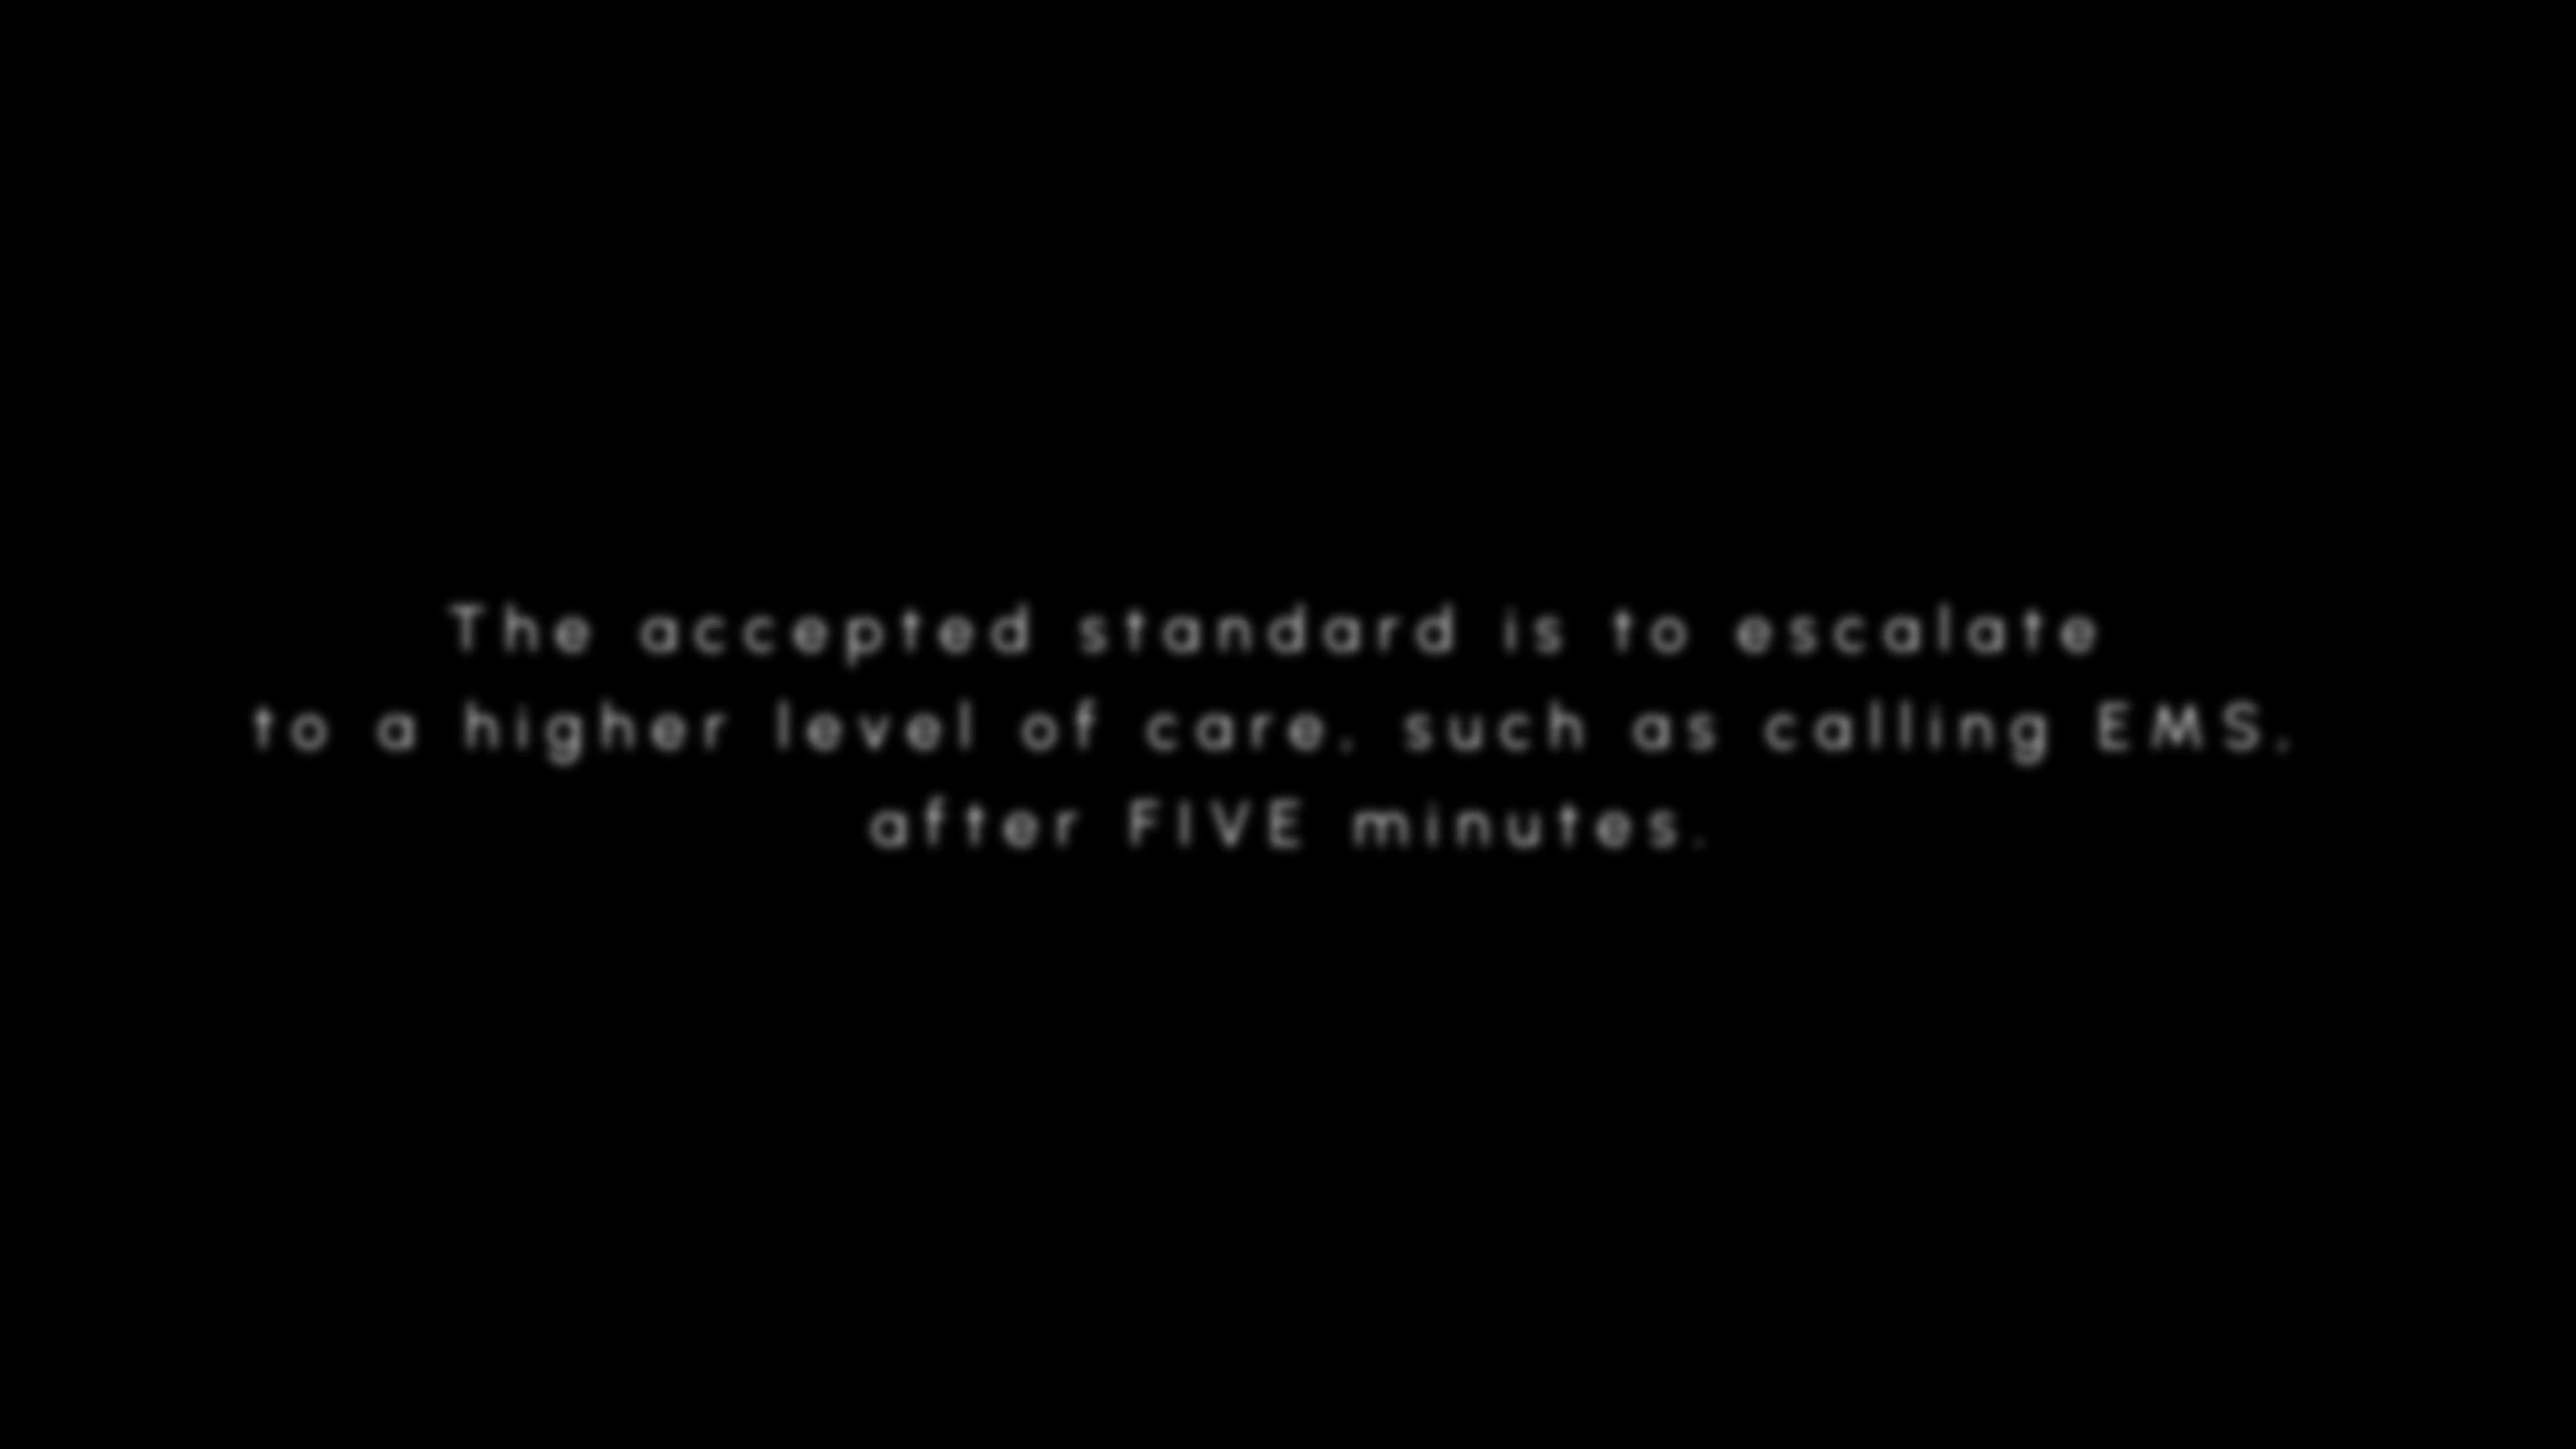 The accepted standard is to escalate
to a higher level of care, such as calling EMS,
after FIVE minutes.